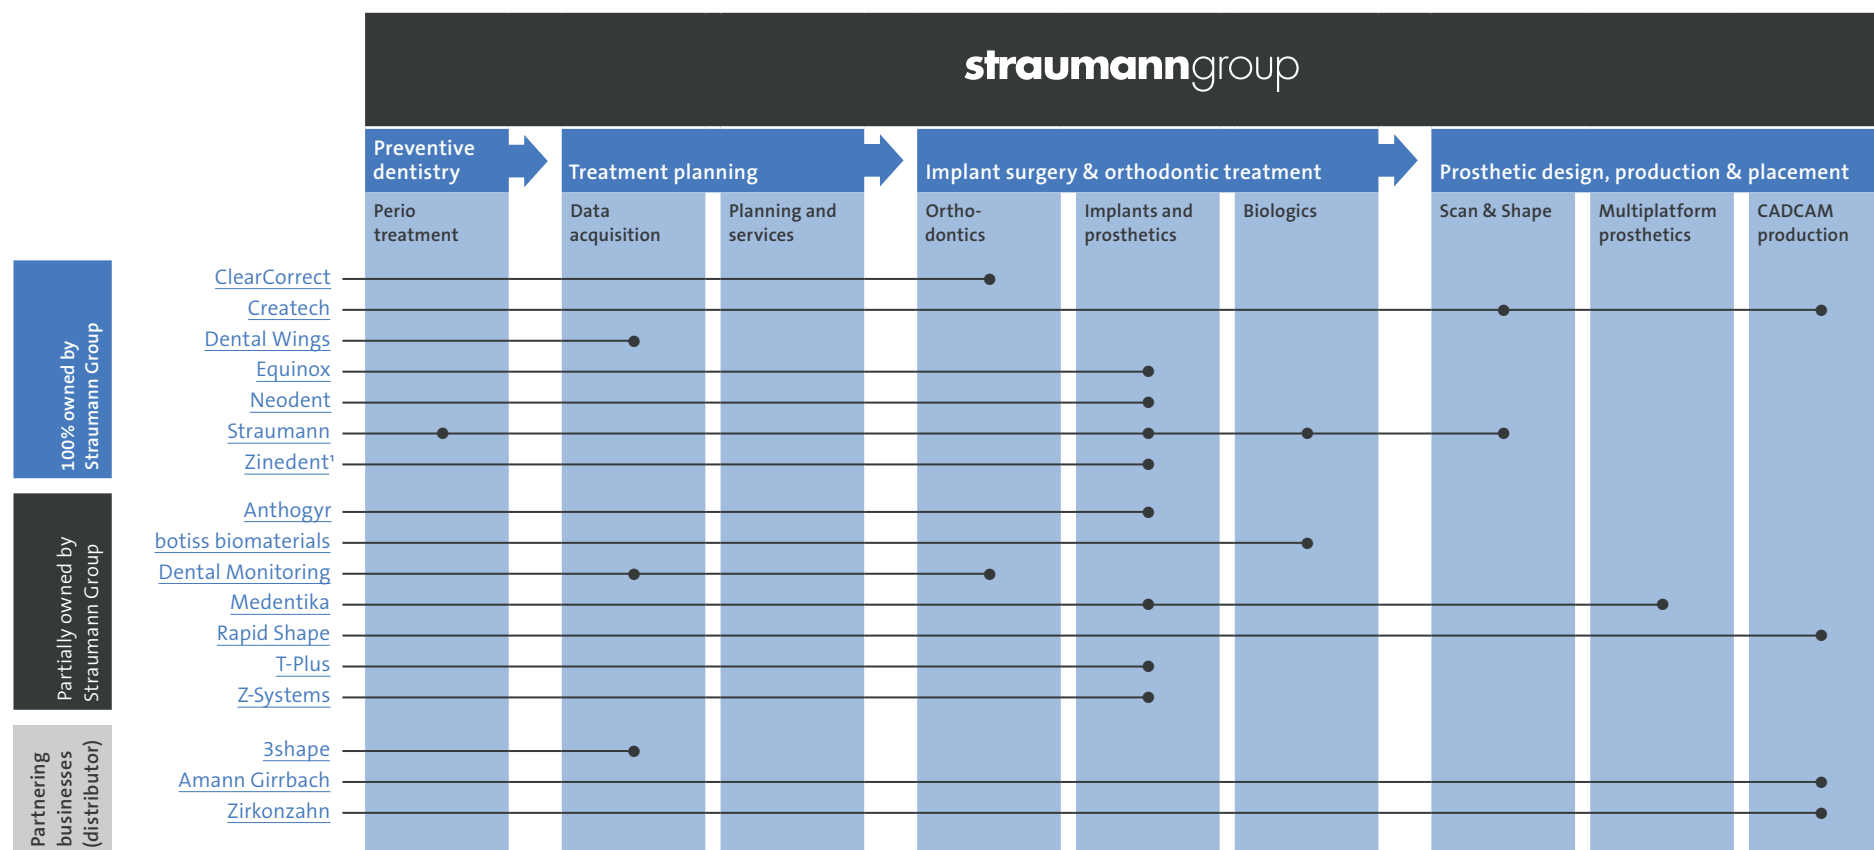 straumanngroup
Preventive
dentistry
Treatment planning
Implant surgery & orthodontic treatment
Prosthetic design, production & placement
Perio
treatment
Data
acquisition
Planning and
services
Ortho-
dontics
Implants and
prosthetics
Biologics
Scan & Shape
Multiplatform
prosthetics
CADCAM
production
100% owned by
Straumann Group
ClearCorrect
Createch
Dental Wings
Equinox
Neodent
Straumann
Zinedent¹
Partially owned by
Straumann Group
Anthogyr
botiss biomaterials
Dental Monitoring
Medentika
Rapid Shape
T-Plus
Z-Systems
Partnering
businesses
(distributor)
3shape
Amann Girrbach
Zirkonzahn